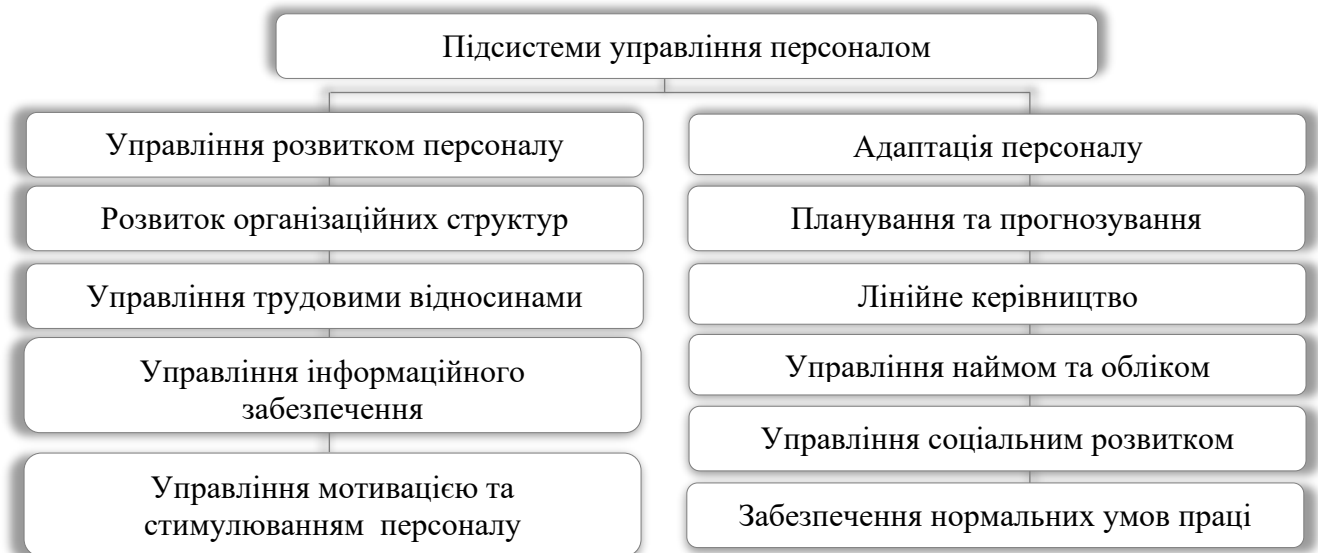 Підсистеми управління персоналом
Управління розвитком персоналу
Розвиток організаційних структур
Управління трудовими відносинами
Управління інформаційного
забезпечення
Управління мотивацією та
стимулюванням персоналу
Адаптація персоналу
Планування та прогнозування
Лінійне керівництво
Управління наймом та обліком
Управління соціальним розвитком
Забезпечення нормальних умов праці